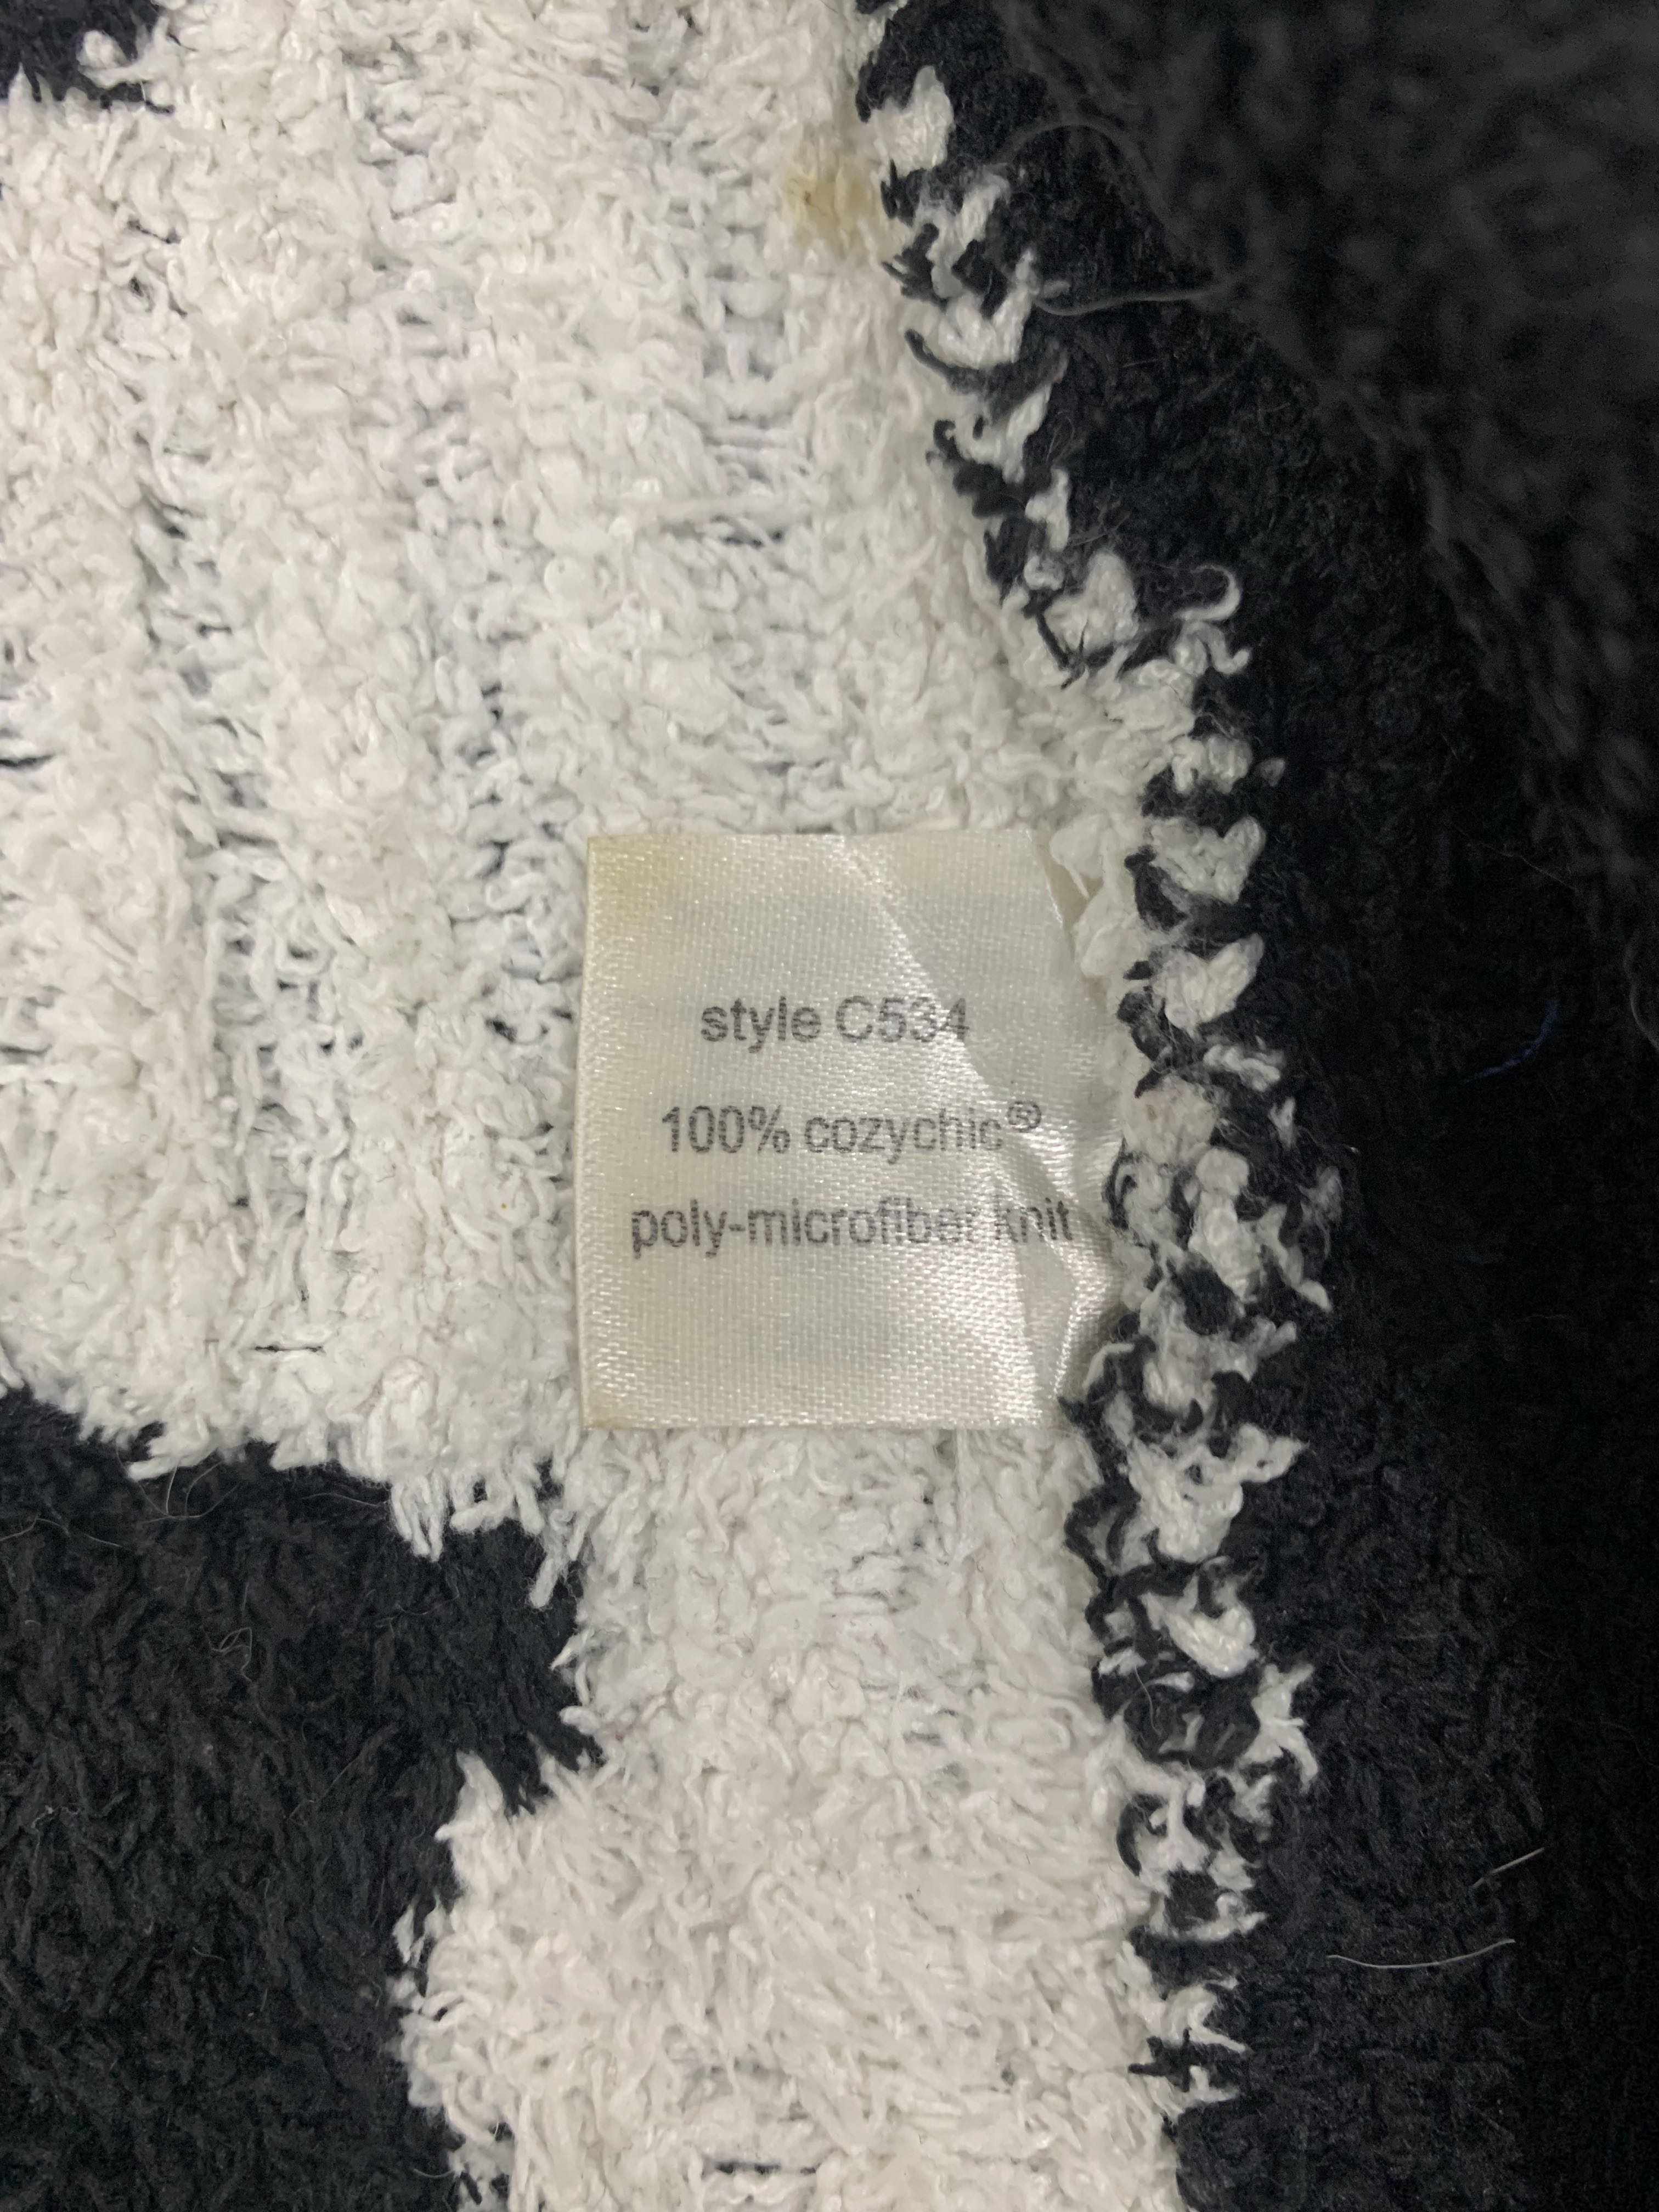 style C534
100% cozychic®
poly-microfiber knit